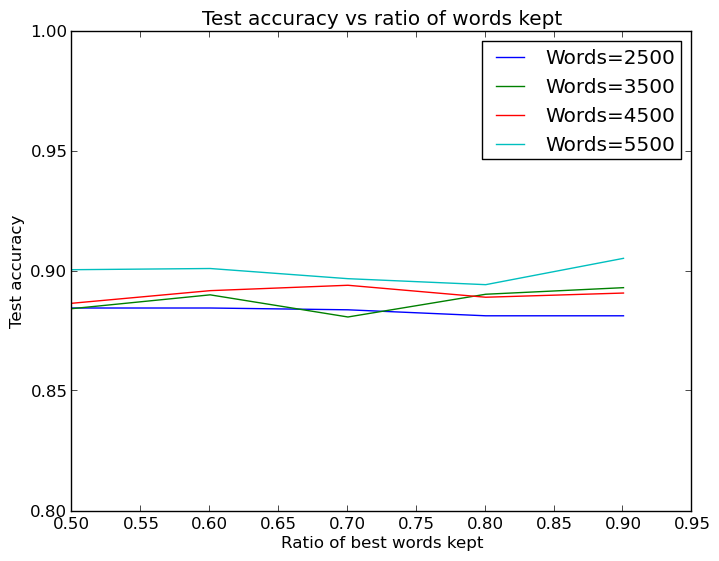 Test accuracy vs ratio of words kept
1.00
0.95
0.90
0.85
0.80
Test accuracy
Words=2500
Words=3500
Words=4500
Words=5500
0.50 0.55 0.60 0.65 0.70 0.75 0.80 0.85 0.90 0.95
Ratio of best words kept